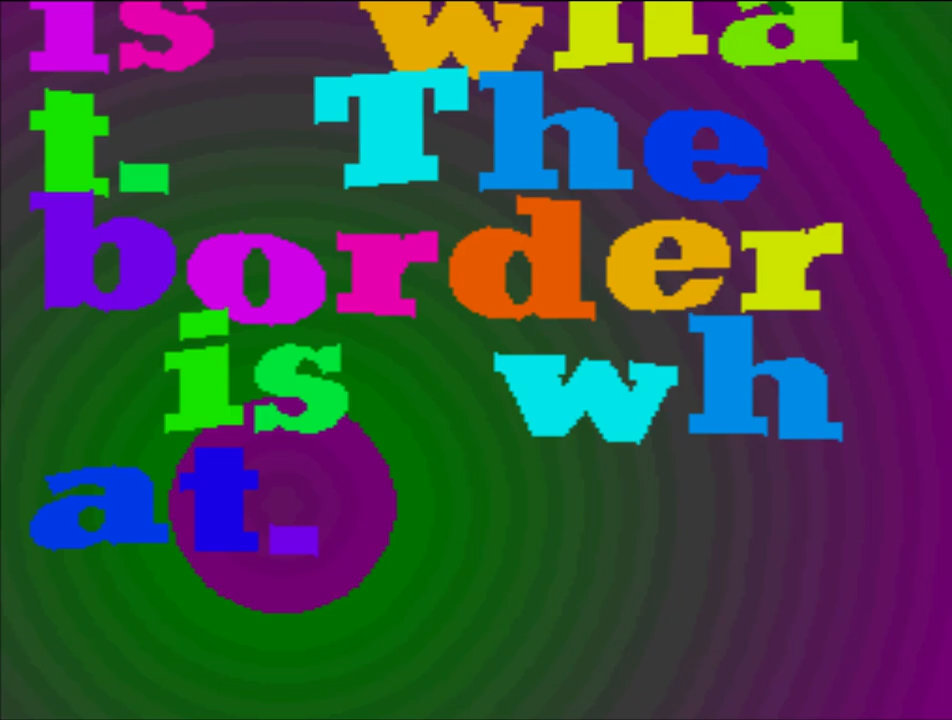 is wha
t. The
border
is wh
at.